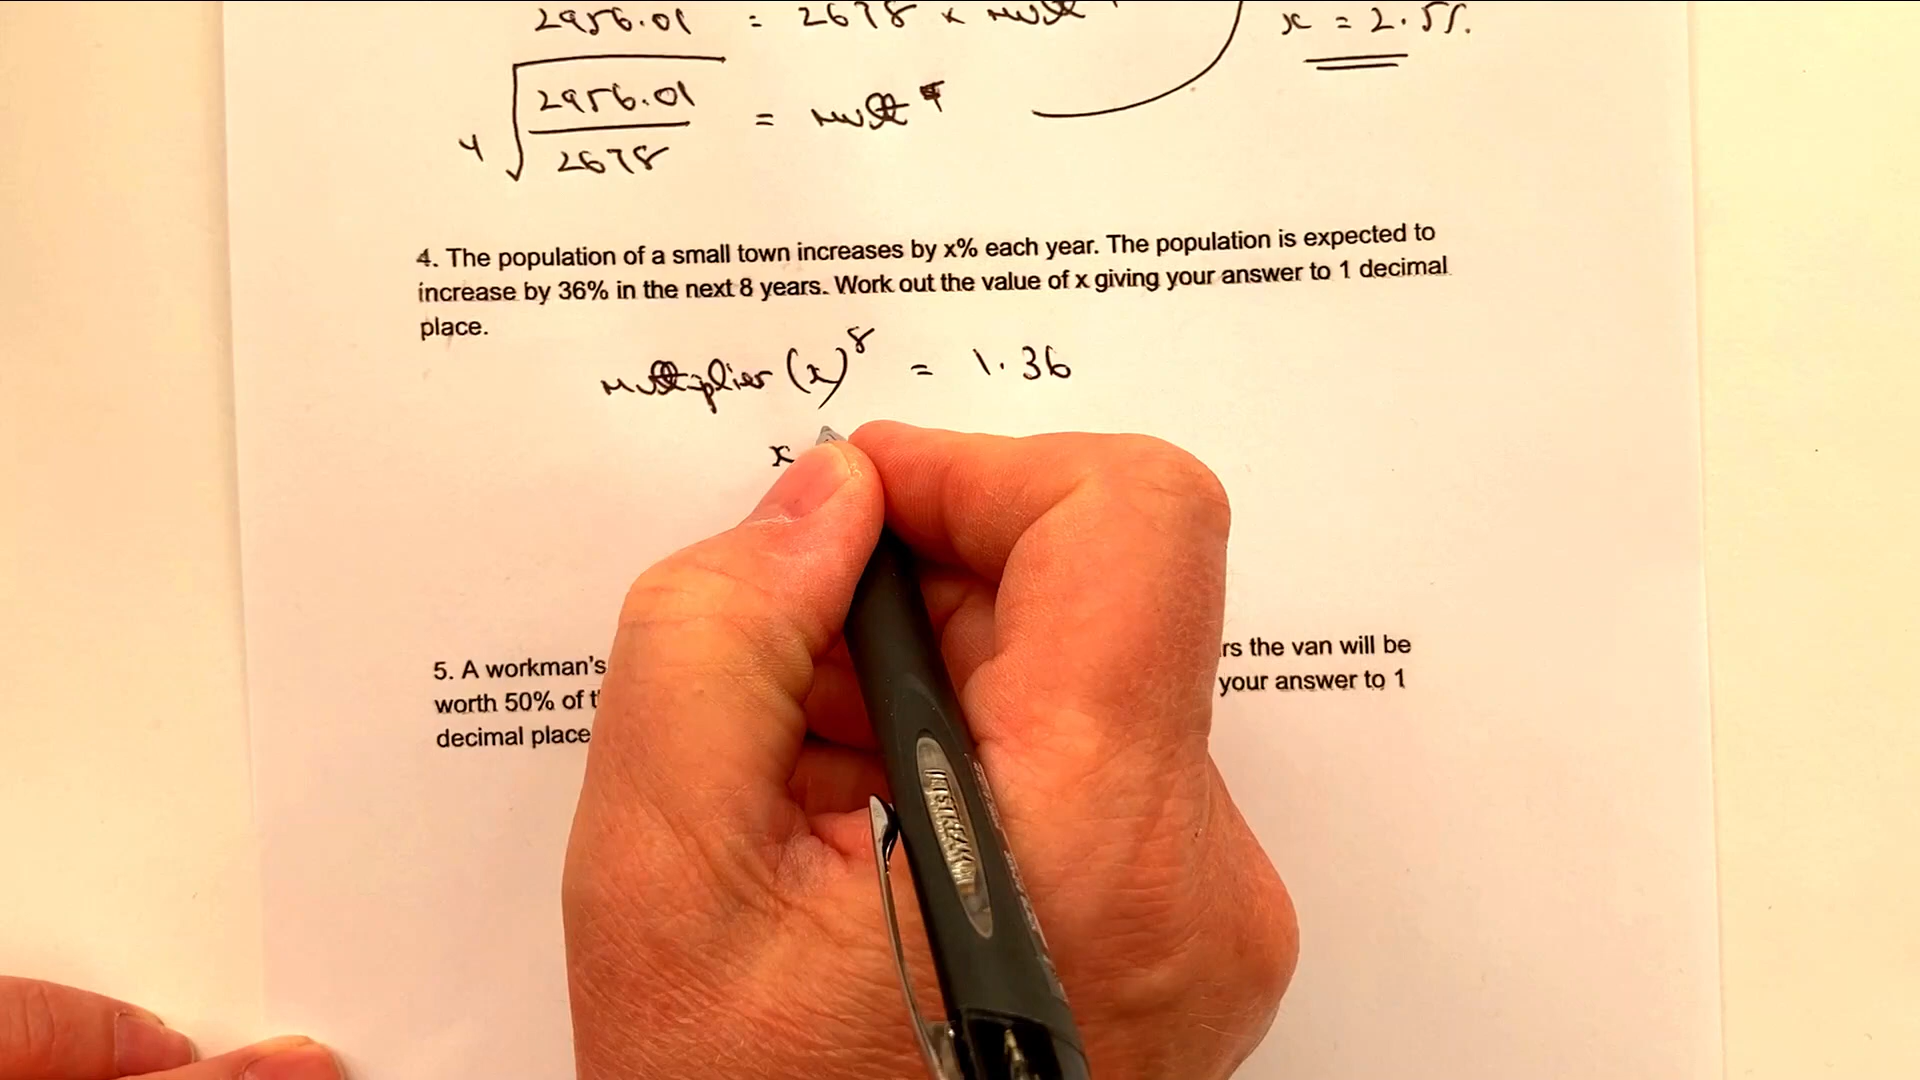 2956.01 = 2678 × mult
x = 2.5%.
4√2956.01/2678 = mult
4. The population of a small town increases by x% each year. The population is expected to
increase by 36% in the next 8 years. Work out the value of x giving your answer to 1 decimal
place.
multiplier (x)⁸ = 1.36
x
5. A workman's rs the van will be
worth 50% of t your answer to 1
decimal place